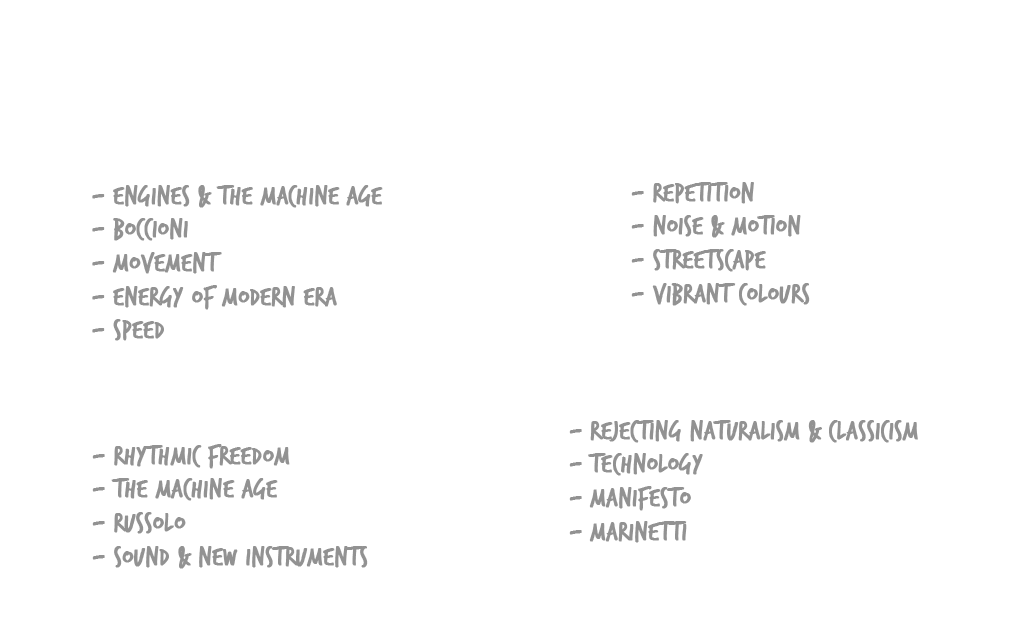 - ENGINES & THE MACHINE AGE
- BOCCIONI
- MOVEMENT
- ENERGY OF MODERN ERA
- SPEED
- REPETITION
- NOISE & MOTION
- STREETSCAPE
- VIBRANT COLOURS
- RHYTHMIC FREEDOM
- THE MACHINE AGE
- RUSSOLO
- SOUND & NEW INSTRUMENTS
- REJECTING NATURALISM & CLASSICISM
- TECHNOLOGY
- MANIFESTO
- MARINETTI